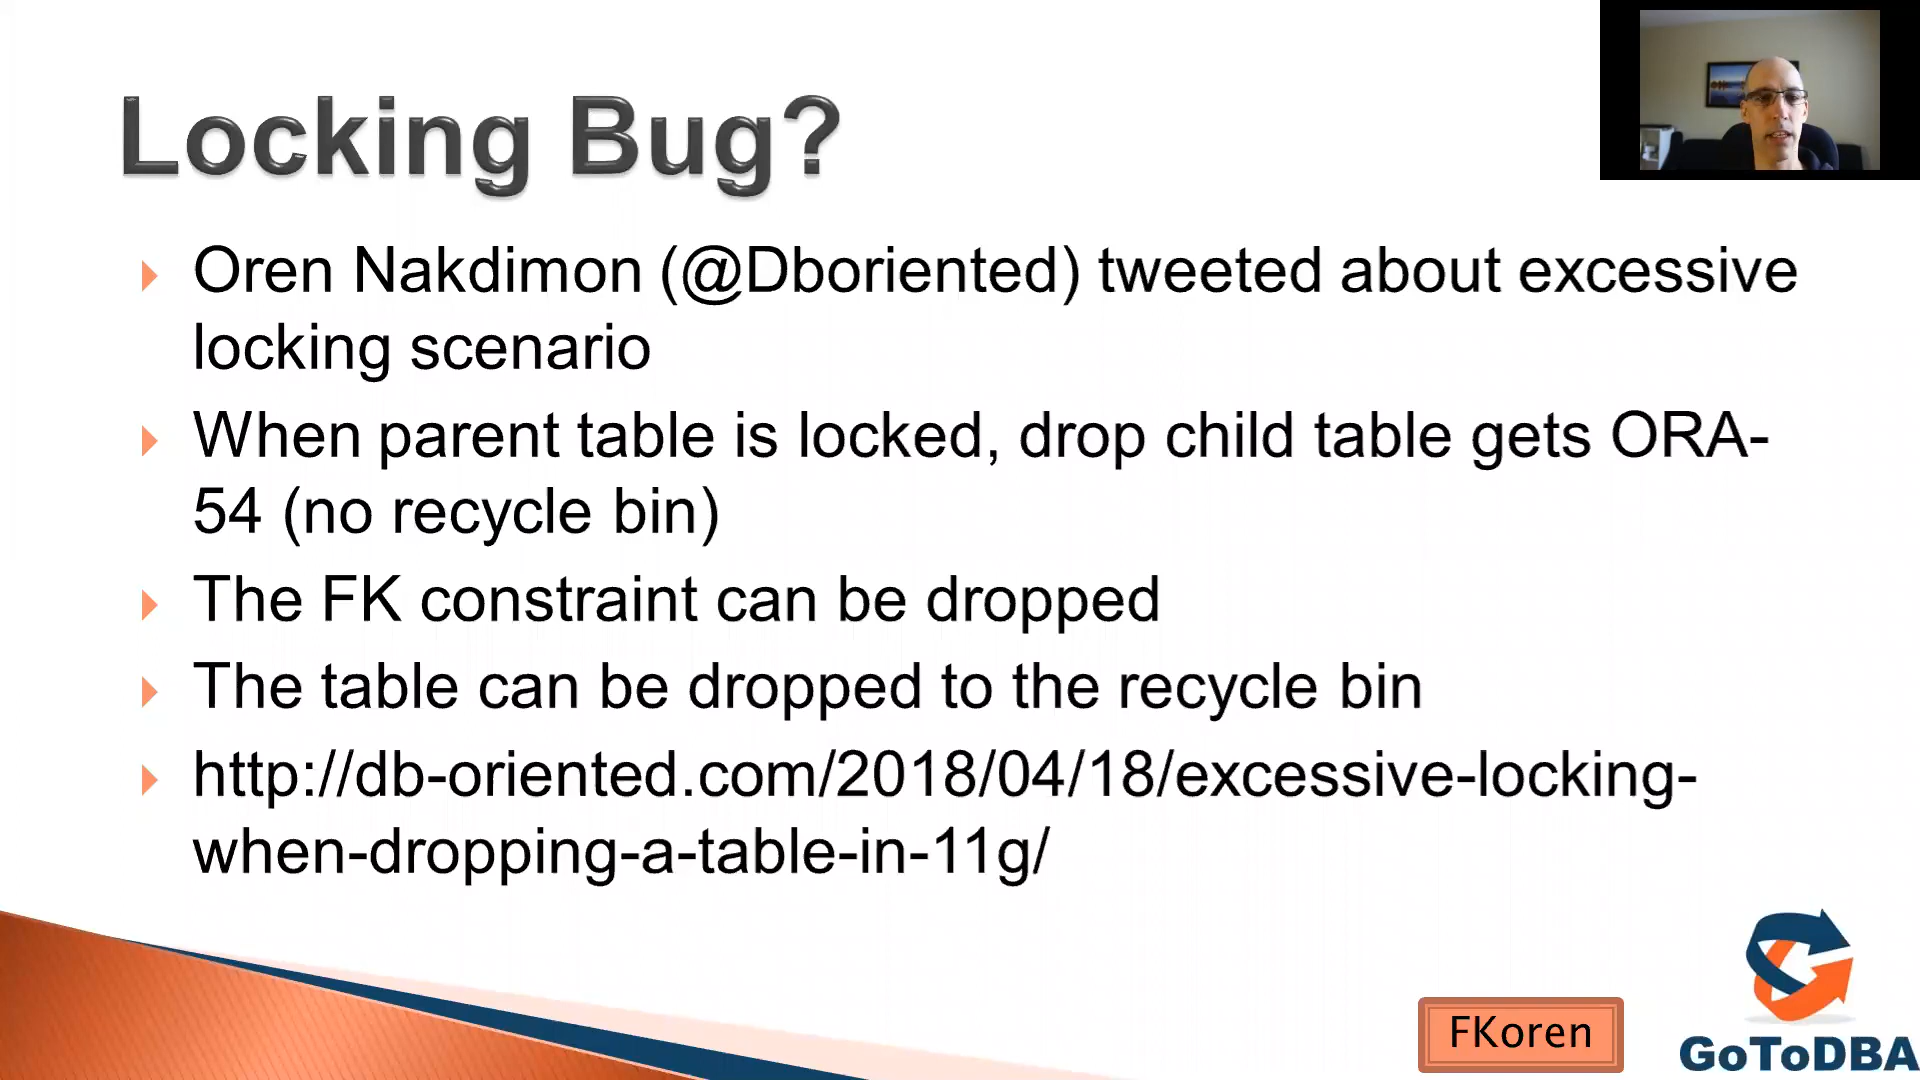 Locking Bug?
Oren Nakdimon (@Dboriented) tweeted about excessive
locking scenario
When parent table is locked, drop child table gets ORA-
54 (no recycle bin)
The FK constraint can be dropped
The table can be dropped to the recycle bin
http://db-oriented.com/2018/04/18/excessive-locking-
when-dropping-a-table-in-11g/
FKoren
GoToDBA